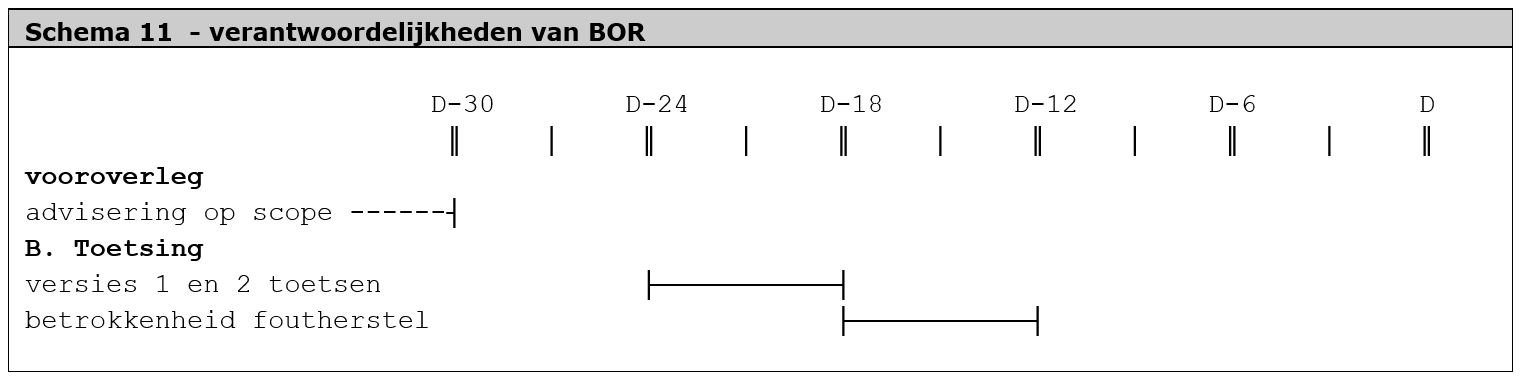 Schema 11 - verantwoordelijkheden van BOR
D-30 D-24 D-18 D-12 D-6 D
vooroverleg
advisering op scope
B. Toetsing
versies 1 en 2 toetsen
betrokkenheid foutherstel